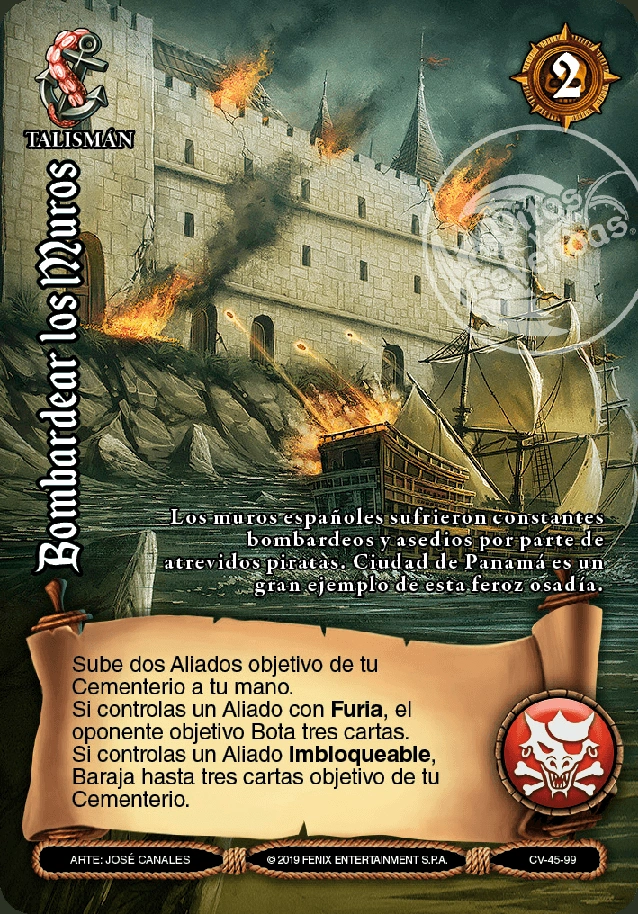 TALISMÁN
2
Bombardear los Muros
Mitos y Leyendas
Los muros españoles sufrieron constantes
bombardeos y asedios por parte de
atrevidos piratas. Ciudad de Panamá es un
gran ejemplo de esta feroz osadía.
Sube dos Aliados objetivo de tu
Cementerio a tu mano.
Si controlas un Aliado con Furia, el
oponente objetivo Bota tres cartas.
Si controlas un Aliado Imbloqueable,
Baraja hasta tres cartas objetivo de tu
Cementerio.
ARTE: JOSÉ CANALES
© 2019 FENIX ENTERTAINMENT S.P.A.
CV-45-99